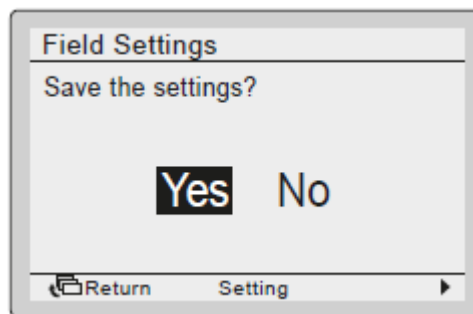 Field Settings
Save the settings?
Yes No
Return Setting